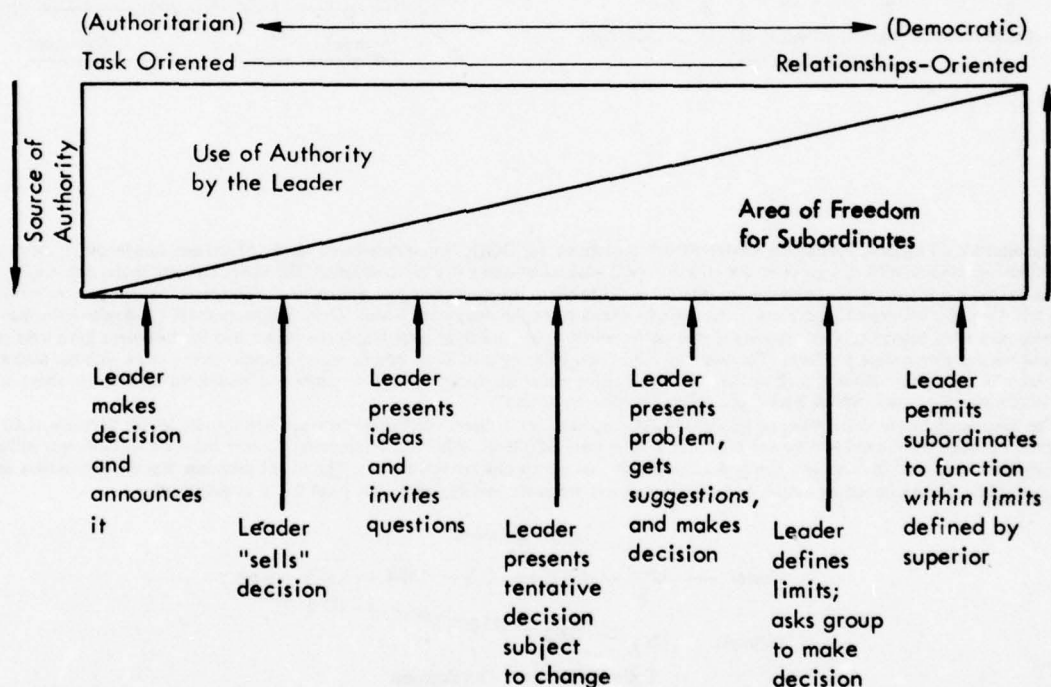 (Authoritarian) (Democratic)
Task Oriented Relationships-Oriented
Source of
Authority
Use of Authority
by the Leader
Area of Freedom
for Subordinates
Leader
makes
decision
and
announces
it
Leader
"sells"
decision
Leader
presents
ideas
and
invites
questions
Leader
presents
tentative
decision
subject
to change
Leader
presents
problem,
gets
suggestions,
and makes
decision
Leader
defines
limits;
asks group
to make
decision
Leader
permits
subordinates
to function
within limits
defined by
superior